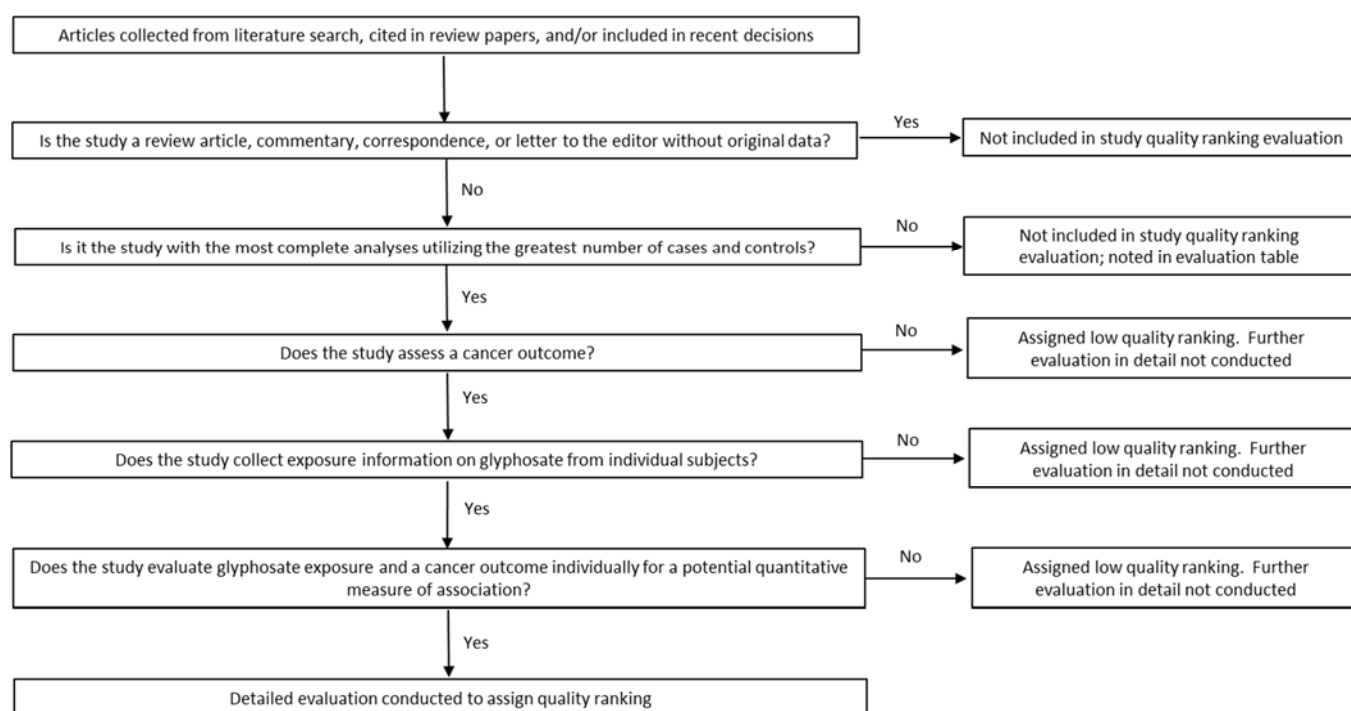 Articles collected from literature search, cited in review papers, and/or included in recent decisions
Is the study a review article, commentary, correspondence, or letter to the editor without original data?
Yes
Not included in study quality ranking evaluation
No
Is it the study with the most complete analyses utilizing the greatest number of cases and controls?
No
Not included in study quality ranking
evaluation; noted in evaluation table
Yes
Does the study assess a cancer outcome?
No
Assigned low quality ranking. Further
evaluation in detail not conducted
Yes
Does the study collect exposure information on glyphosate from individual subjects?
No
Assigned low quality ranking. Further
evaluation in detail not conducted
Yes
Does the study evaluate glyphosate exposure and a cancer outcome individually for a potential quantitative
measure of association?
No
Assigned low quality ranking. Further
evaluation in detail not conducted
Yes
Detailed evaluation conducted to assign quality ranking